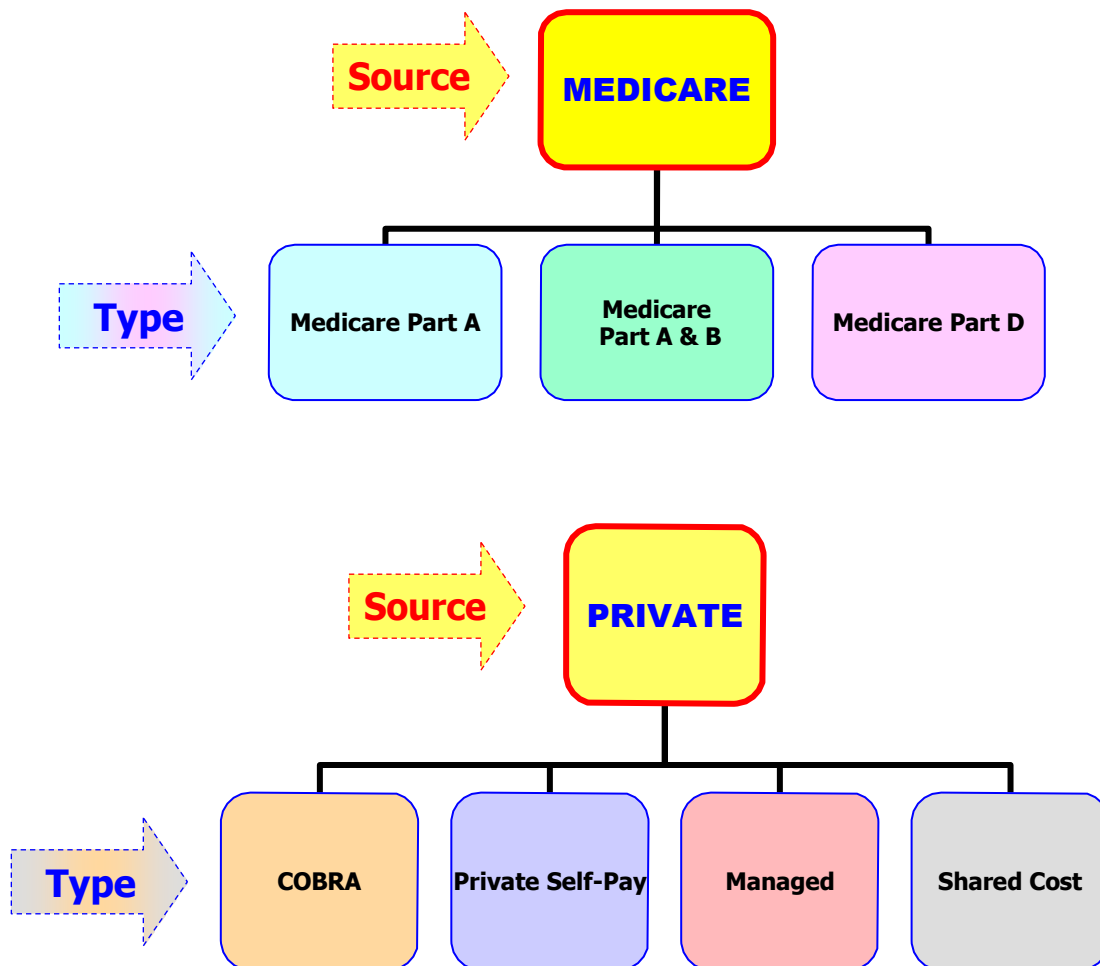 Source
MEDICARE
Type
Medicare Part A
Medicare
Part A & B
Medicare Part D
Source
PRIVATE
Type
COBRA
Private Self-Pay
Managed
Shared Cost